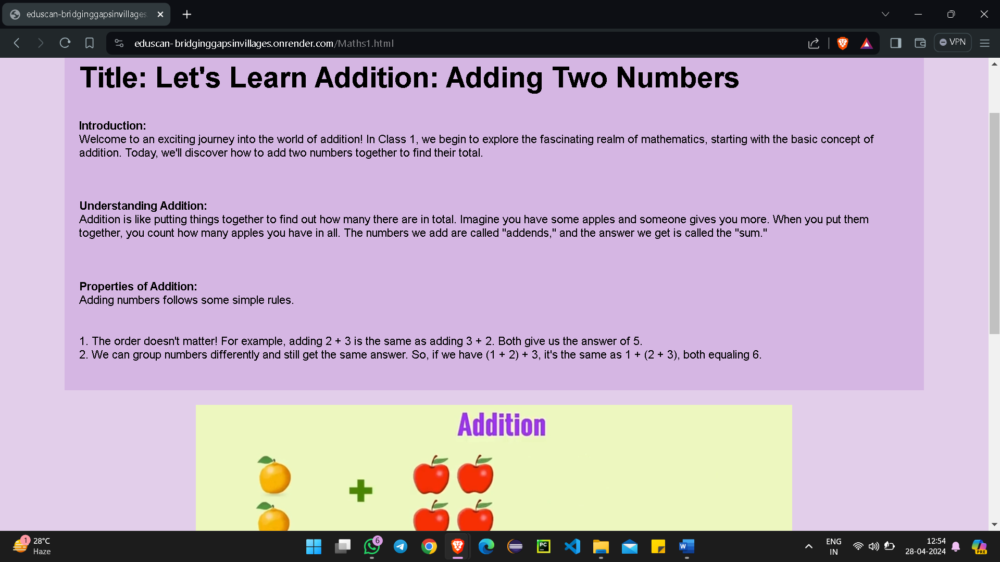 eduscan-bridginggapsinvillages.
eduscan-bridginggapsinvillages.onrender.com/Maths1.html
VPN
Title: Let's Learn Addition: Adding Two Numbers
Introduction:
Welcome to an exciting journey into the world of addition! In Class 1, we begin to explore the fascinating realm of mathematics, starting with the basic concept of
addition. Today, we'll discover how to add two numbers together to find their total.
Understanding Addition:
Addition is like putting things together to find out how many there are in total. Imagine you have some apples and someone gives you more. When you put them
together, you count how many apples you have in all. The numbers we add are called "addends," and the answer we get is called the "sum."
Properties of Addition:
Adding numbers follows some simple rules.
1. The order doesn't matter! For example, adding 2 + 3 is the same as adding 3 + 2. Both give us the answer of 5.
2. We can group numbers differently and still get the same answer. So, if we have (1 + 2) + 3, it's the same as 1 + (2 + 3), both equaling 6.
Addition
1
28°C
Haze
6
PC
W
ENG
IN
12:54
28-04-2024
PRE